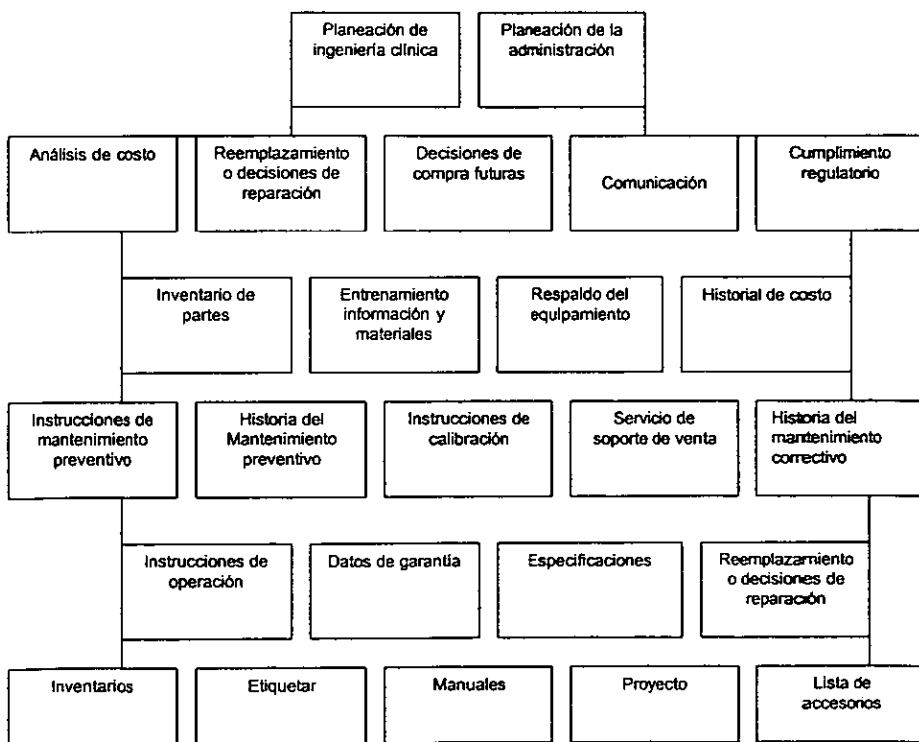 Planeación de
ingeniería clínica
Planeación de la
administración
Análisis de costo
Reemplazamiento
o decisiones de
reparación
Decisiones de
compra futuras
Comunicación
Cumplimiento
regulatorio
Inventario de
partes
Entrenamiento
información y
materiales
Respaldo del
equipamiento
Historial de costo
Instrucciones de
mantenimiento
preventivo
Historia del
Mantenimiento
preventivo
Instrucciones de
calibración
Servicio de
soporte de venta
Historia del
mantenimiento
correctivo
Instrucciones de
operación
Datos de garantía
Especificaciones
Reemplazamiento
o decisiones de
reparación
Inventarios
Etiquetar
Manuales
Proyecto
Lista de
accesorios